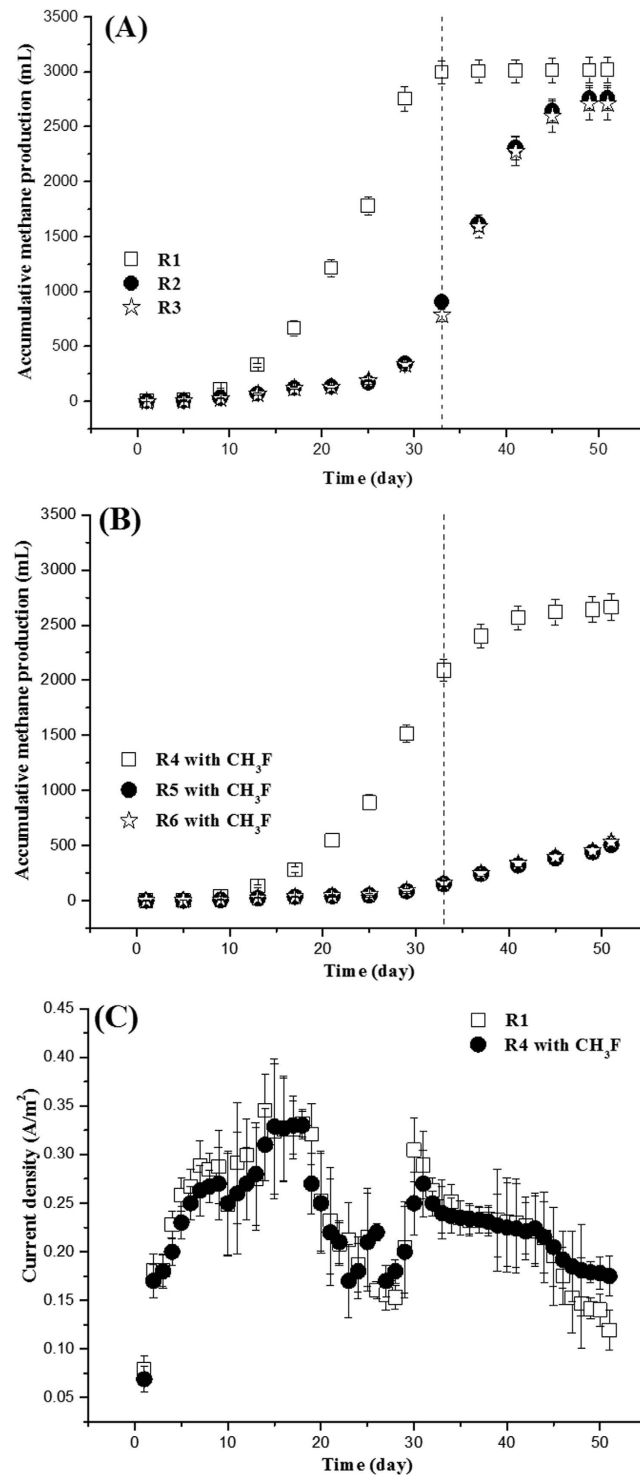 (A)
Accumulative methane production (mL)
3500
3000
2500
2000
1500
1000
500
0
R1
R2
R3
0 10 20 30 40 50
Time (day)
(B)
Accumulative methane production (mL)
3500
3000
2500
2000
1500
1000
500
0
R4 with CH₃F
R5 with CH₃F
R6 with CH₃F
0 10 20 30 40 50
Time (day)
(C)
Current density (A/m²)
0.45
0.40
0.35
0.30
0.25
0.20
0.15
0.10
0.05
R1
R4 with CH₃F
0 10 20 30 40 50
Time (day)